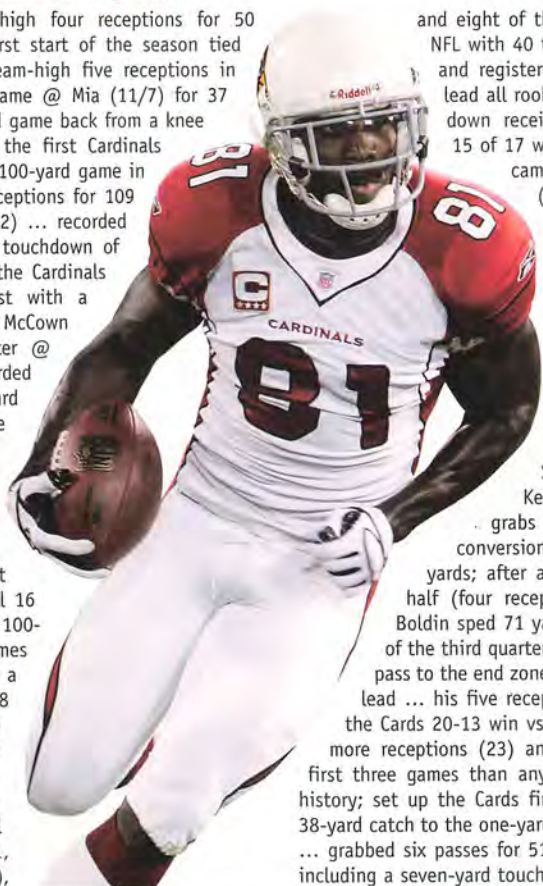 high four receptions for 50
rst start of the season tied
eam-high five receptions in
ame @ Mia (11/7) for 37
d game back from a knee
the first Cardinals
100-yard game in
ceptions for 109
2) ... recorded
touchdown of
the Cardinals
st with a
McCown
ter @
rded
ard
e
t
l 16
100-
mes
a
8
,
),
Riddell
81
81
C
NFL
CARDINALS
81
NFL
and eight of th
NFL with 40
and register
lead all rook
down recei
15 of 17 w
cam
(
Ke
grabs
conversion
yards; after a
half (four recep
Boldin sped 71 ya
of the third quarter
pass to the end zone
lead ... his five recep
the Cards 20-13 win vs.
more receptions (23) an
first three games than any
history; set up the Cards fir
38-yard catch to the one-yard
... grabbed six passes for 51
including a seven-yard touch